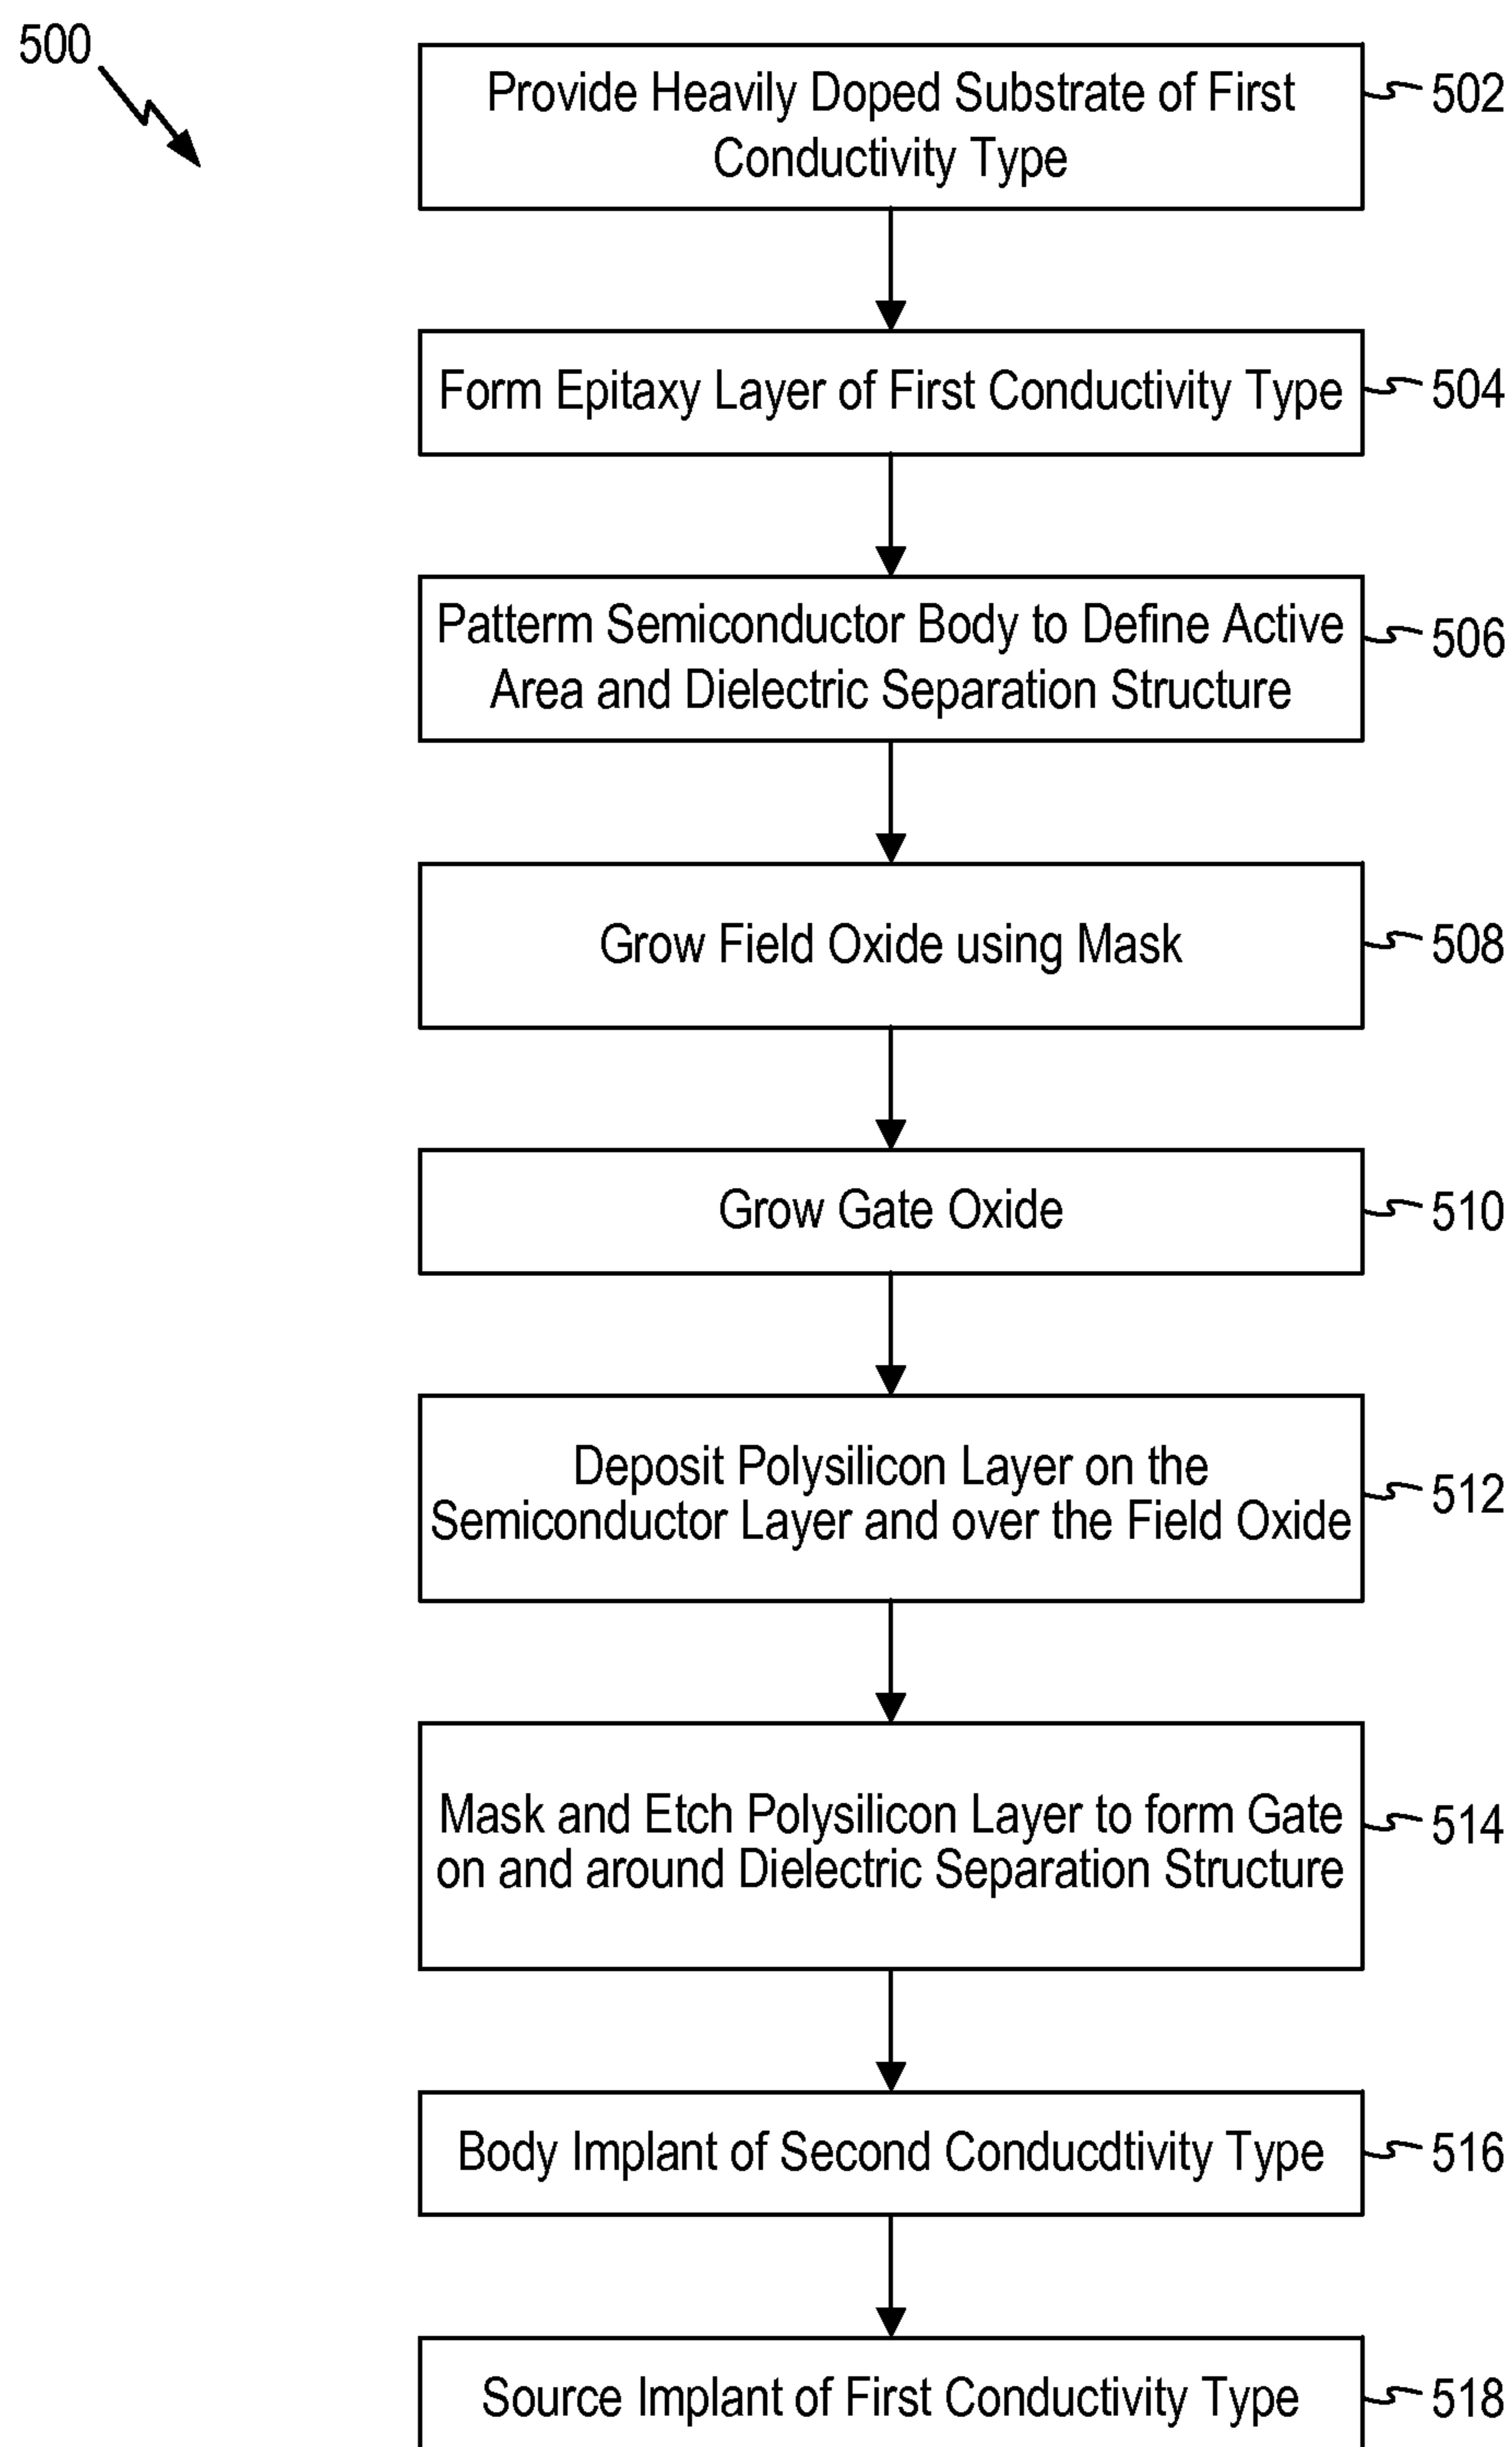 500
Provide Heavily Doped Substrate of First
Conductivity Type
502
Form Epitaxy Layer of First Conductivity Type
504
Patterm Semiconductor Body to Define Active
Area and Dielectric Separation Structure
506
Grow Field Oxide using Mask
508
Grow Gate Oxide
510
Deposit Polysilicon Layer on the
Semiconductor Layer and over the Field Oxide
512
Mask and Etch Polysilicon Layer to form Gate
on and around Dielectric Separation Structure
514
Body Implant of Second Conducdtivity Type
516
Source Implant of First Conductivity Type
518